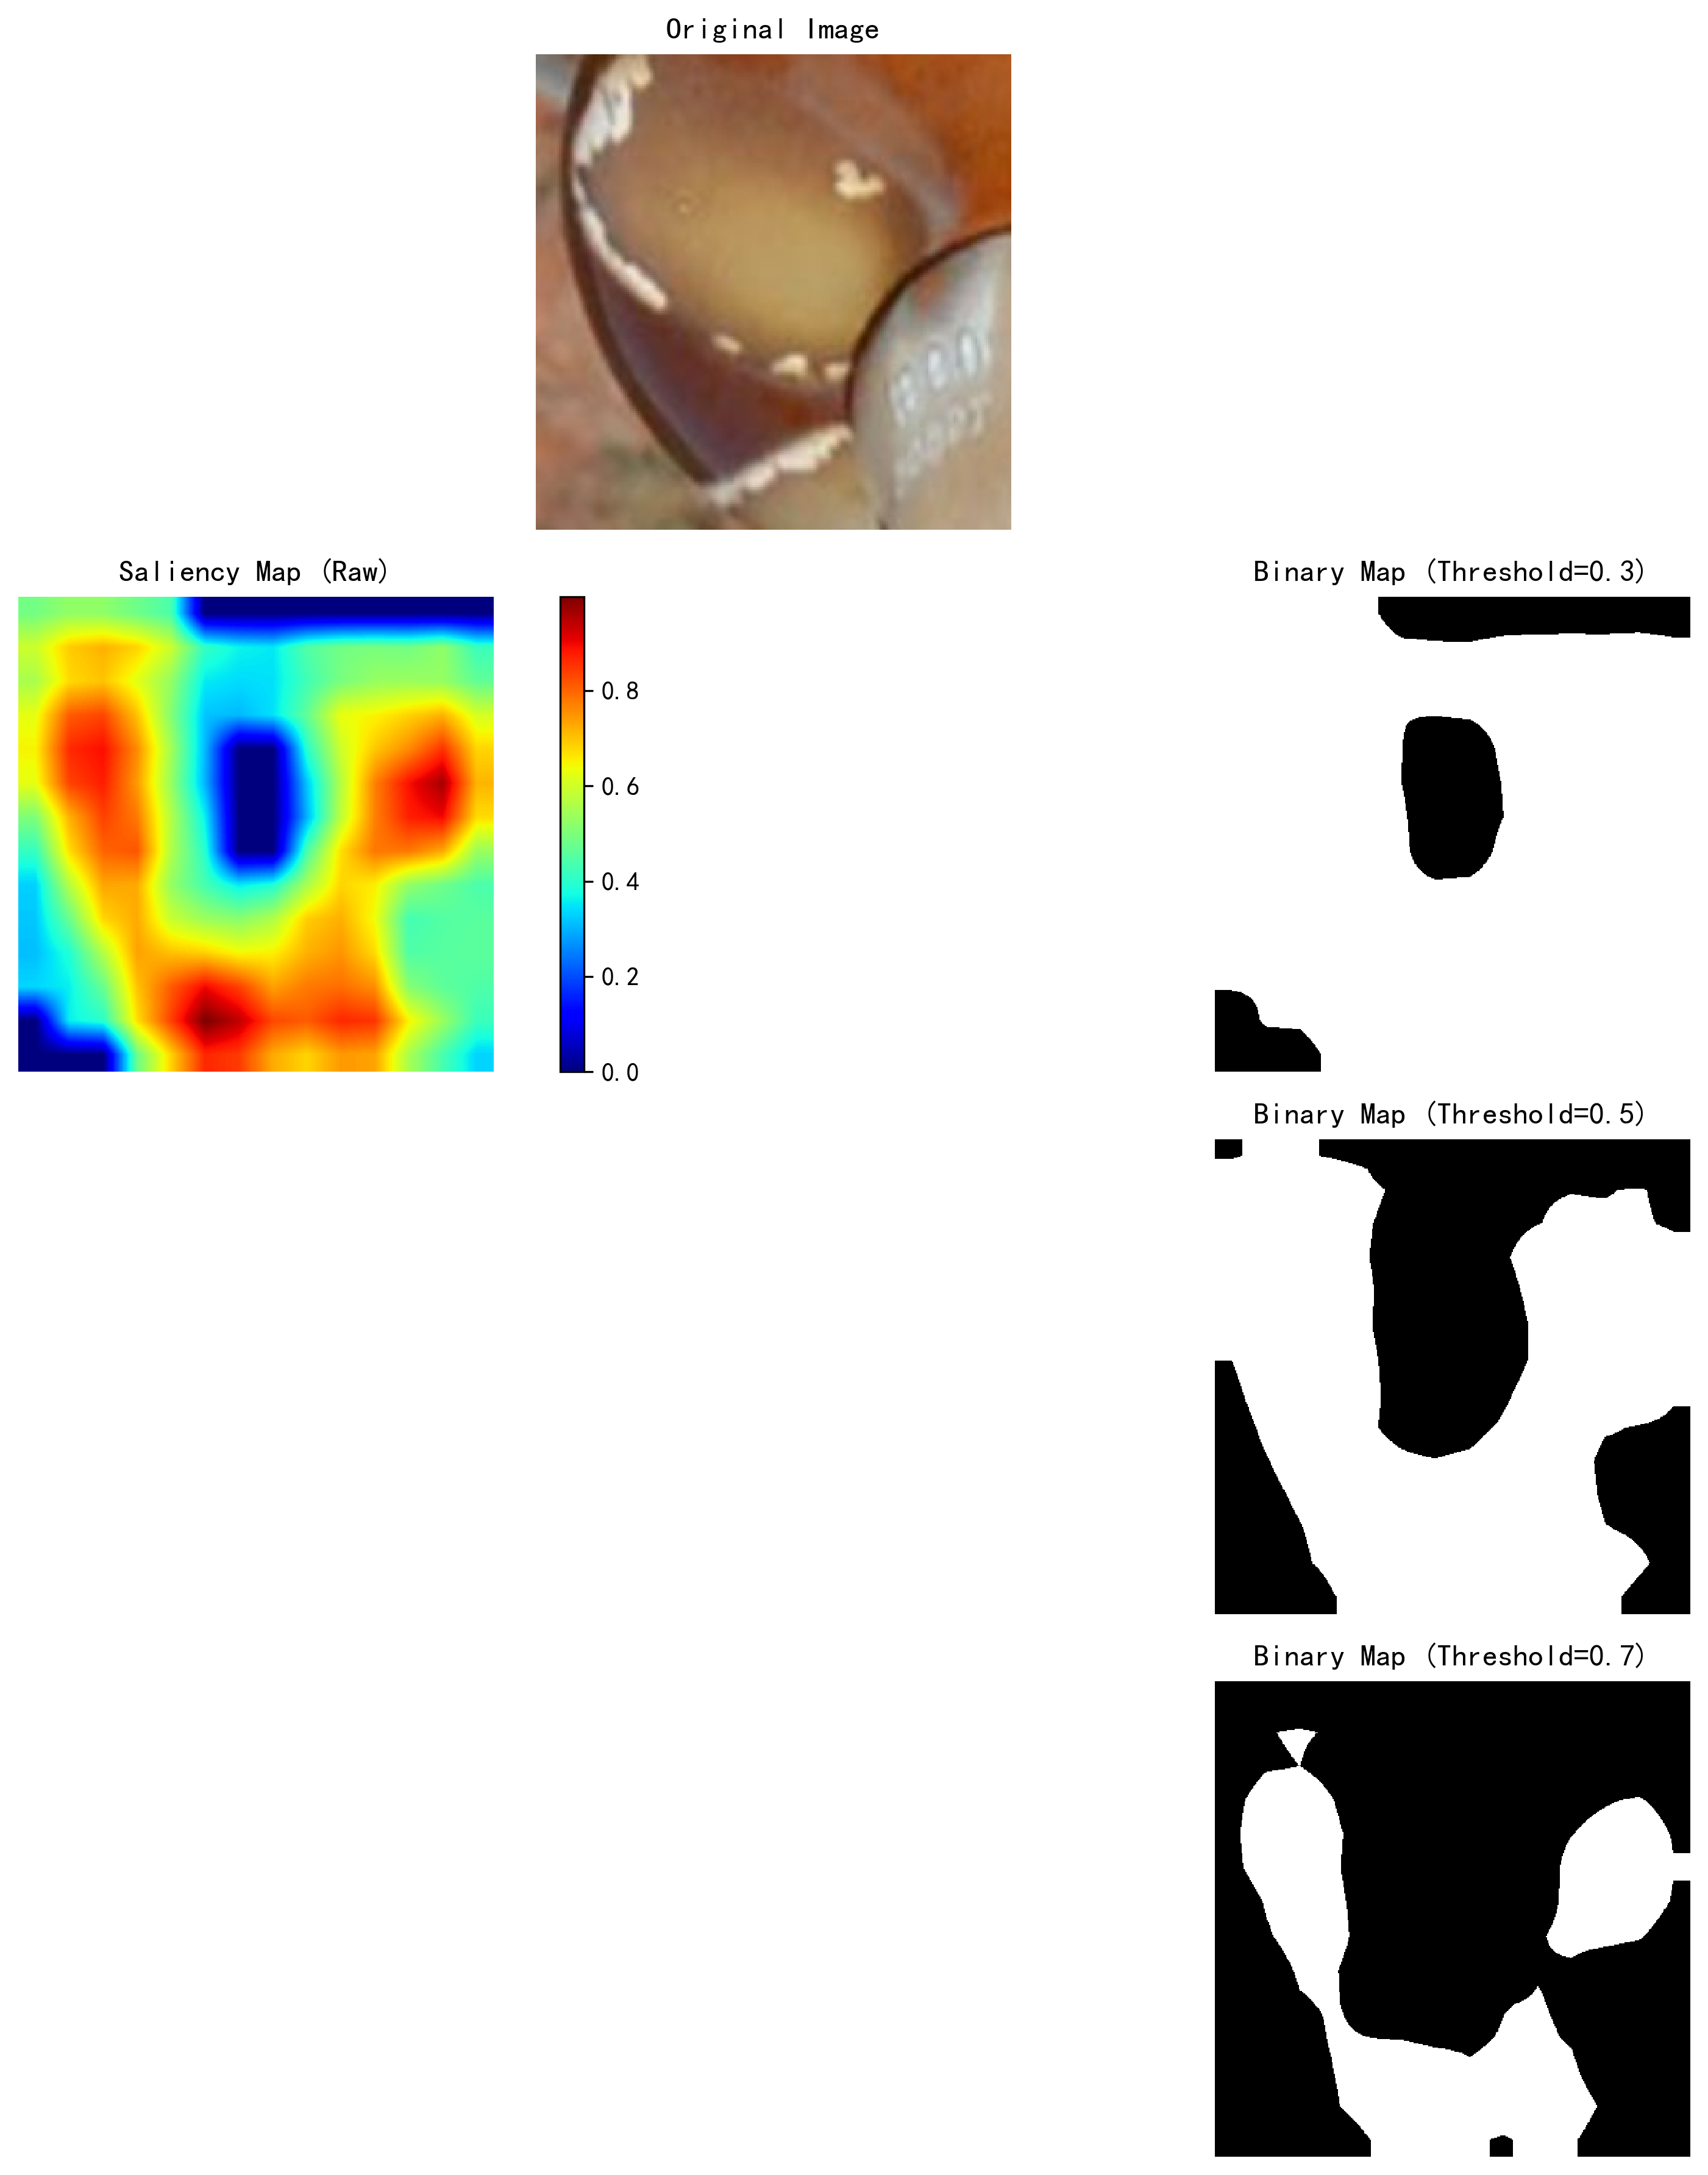 Original Image
Saliency Map (Raw)
0.8
0.6
0.4
0.2
0.0
Binary Map (Threshold=0.3)
Binary Map (Threshold=0.5)
Binary Map (Threshold=0.7)